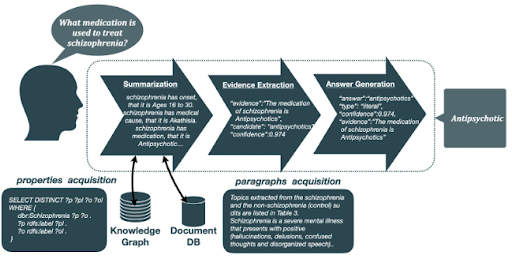 What medication is
used to treat
schizophrenia?
Summarization
schizophrenia has onset,
that it is Ages 16 to 30.
schizophrenia has medical
cause, that it is Akathisia.
schizophrenia has
medication, that it is
Antipsychotic...
Evidence Extraction
"evidence":"The medication
of schizophrenia is
Antipsychotics",
"candidate": "antipsychotics"
"confidence":0.974
Answer Generation
"answer":"antipsychotics"
"type": "literal",
"confidence":0.974,
"evidence":"The medication
of schizophrenia is
Antipsychotics"
Antipsychotic
properties acquisition
SELECT DISTINCT ?p ?pl ?o ?ol
WHERE {
dbr:Schizophrenia ?p ?o .
?p rdfs:label ?pl .
?o rdfs:label ?ol .
}
Knowledge
Graph
Document
DB
paragraphs acquisition
Topics extracted from the schizophrenia
and the non-schizophrenia (control) su
dits are listed in Table 3.
Schizophrenia is a severe mental illness
that presents with positive
(hallucinations, delusions, confused
thoughts and disorganized speech)..